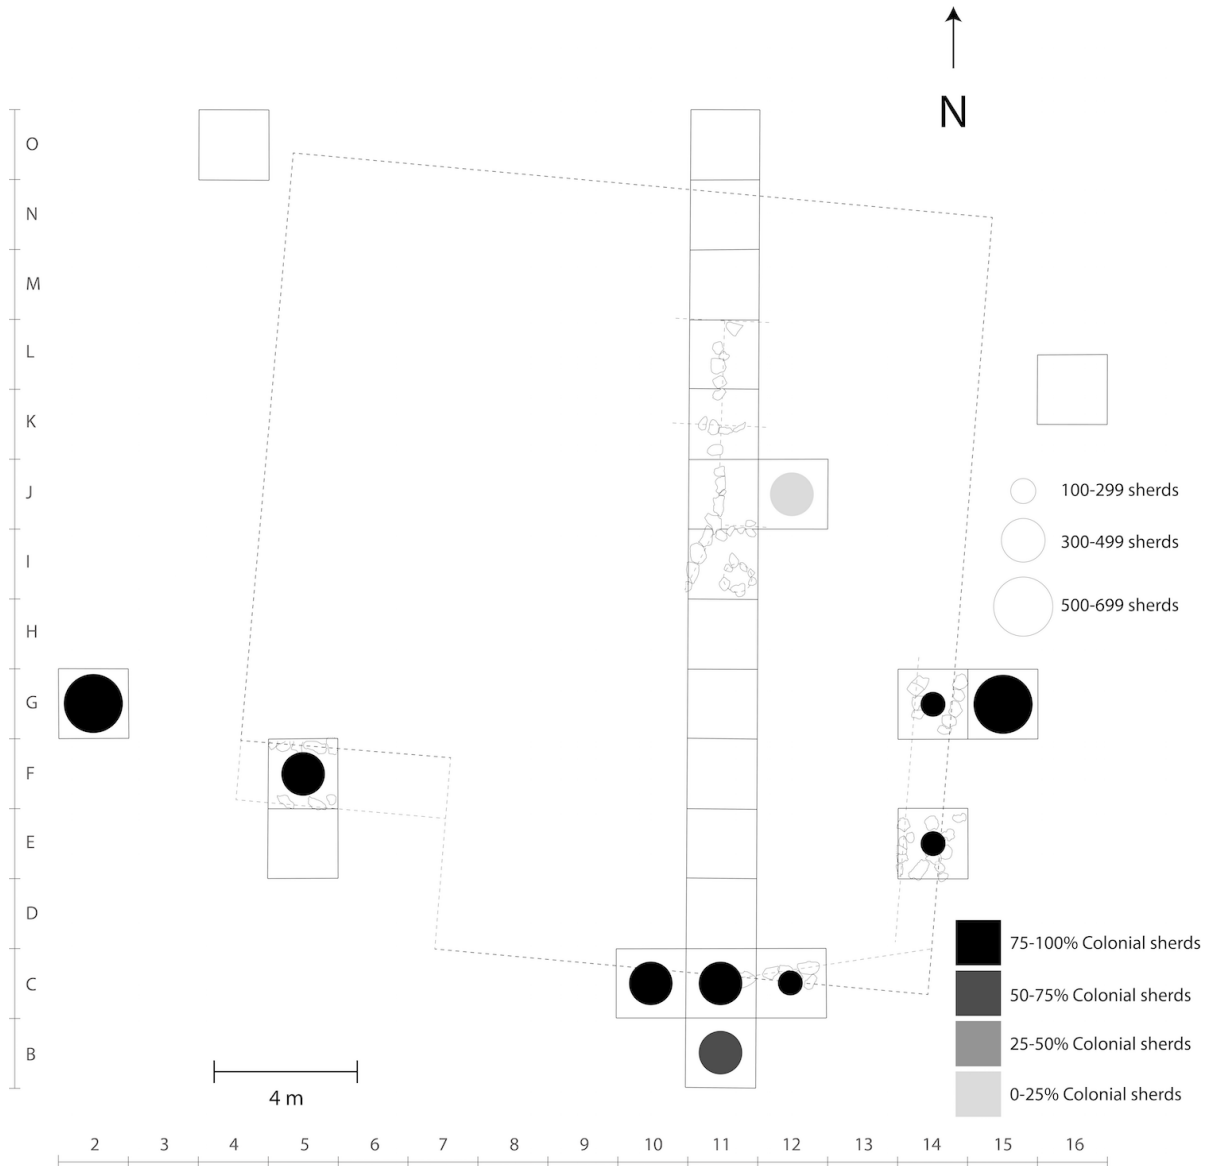 N
O
N
M
L
K
J
I
H
G
F
E
D
C
B
100-299 sherds
300-499 sherds
500-699 sherds
75-100% Colonial sherds
50-75% Colonial sherds
25-50% Colonial sherds
0-25% Colonial sherds
4 m
2 3 4 5 6 7 8 9 10 11 12 13 14 15 16